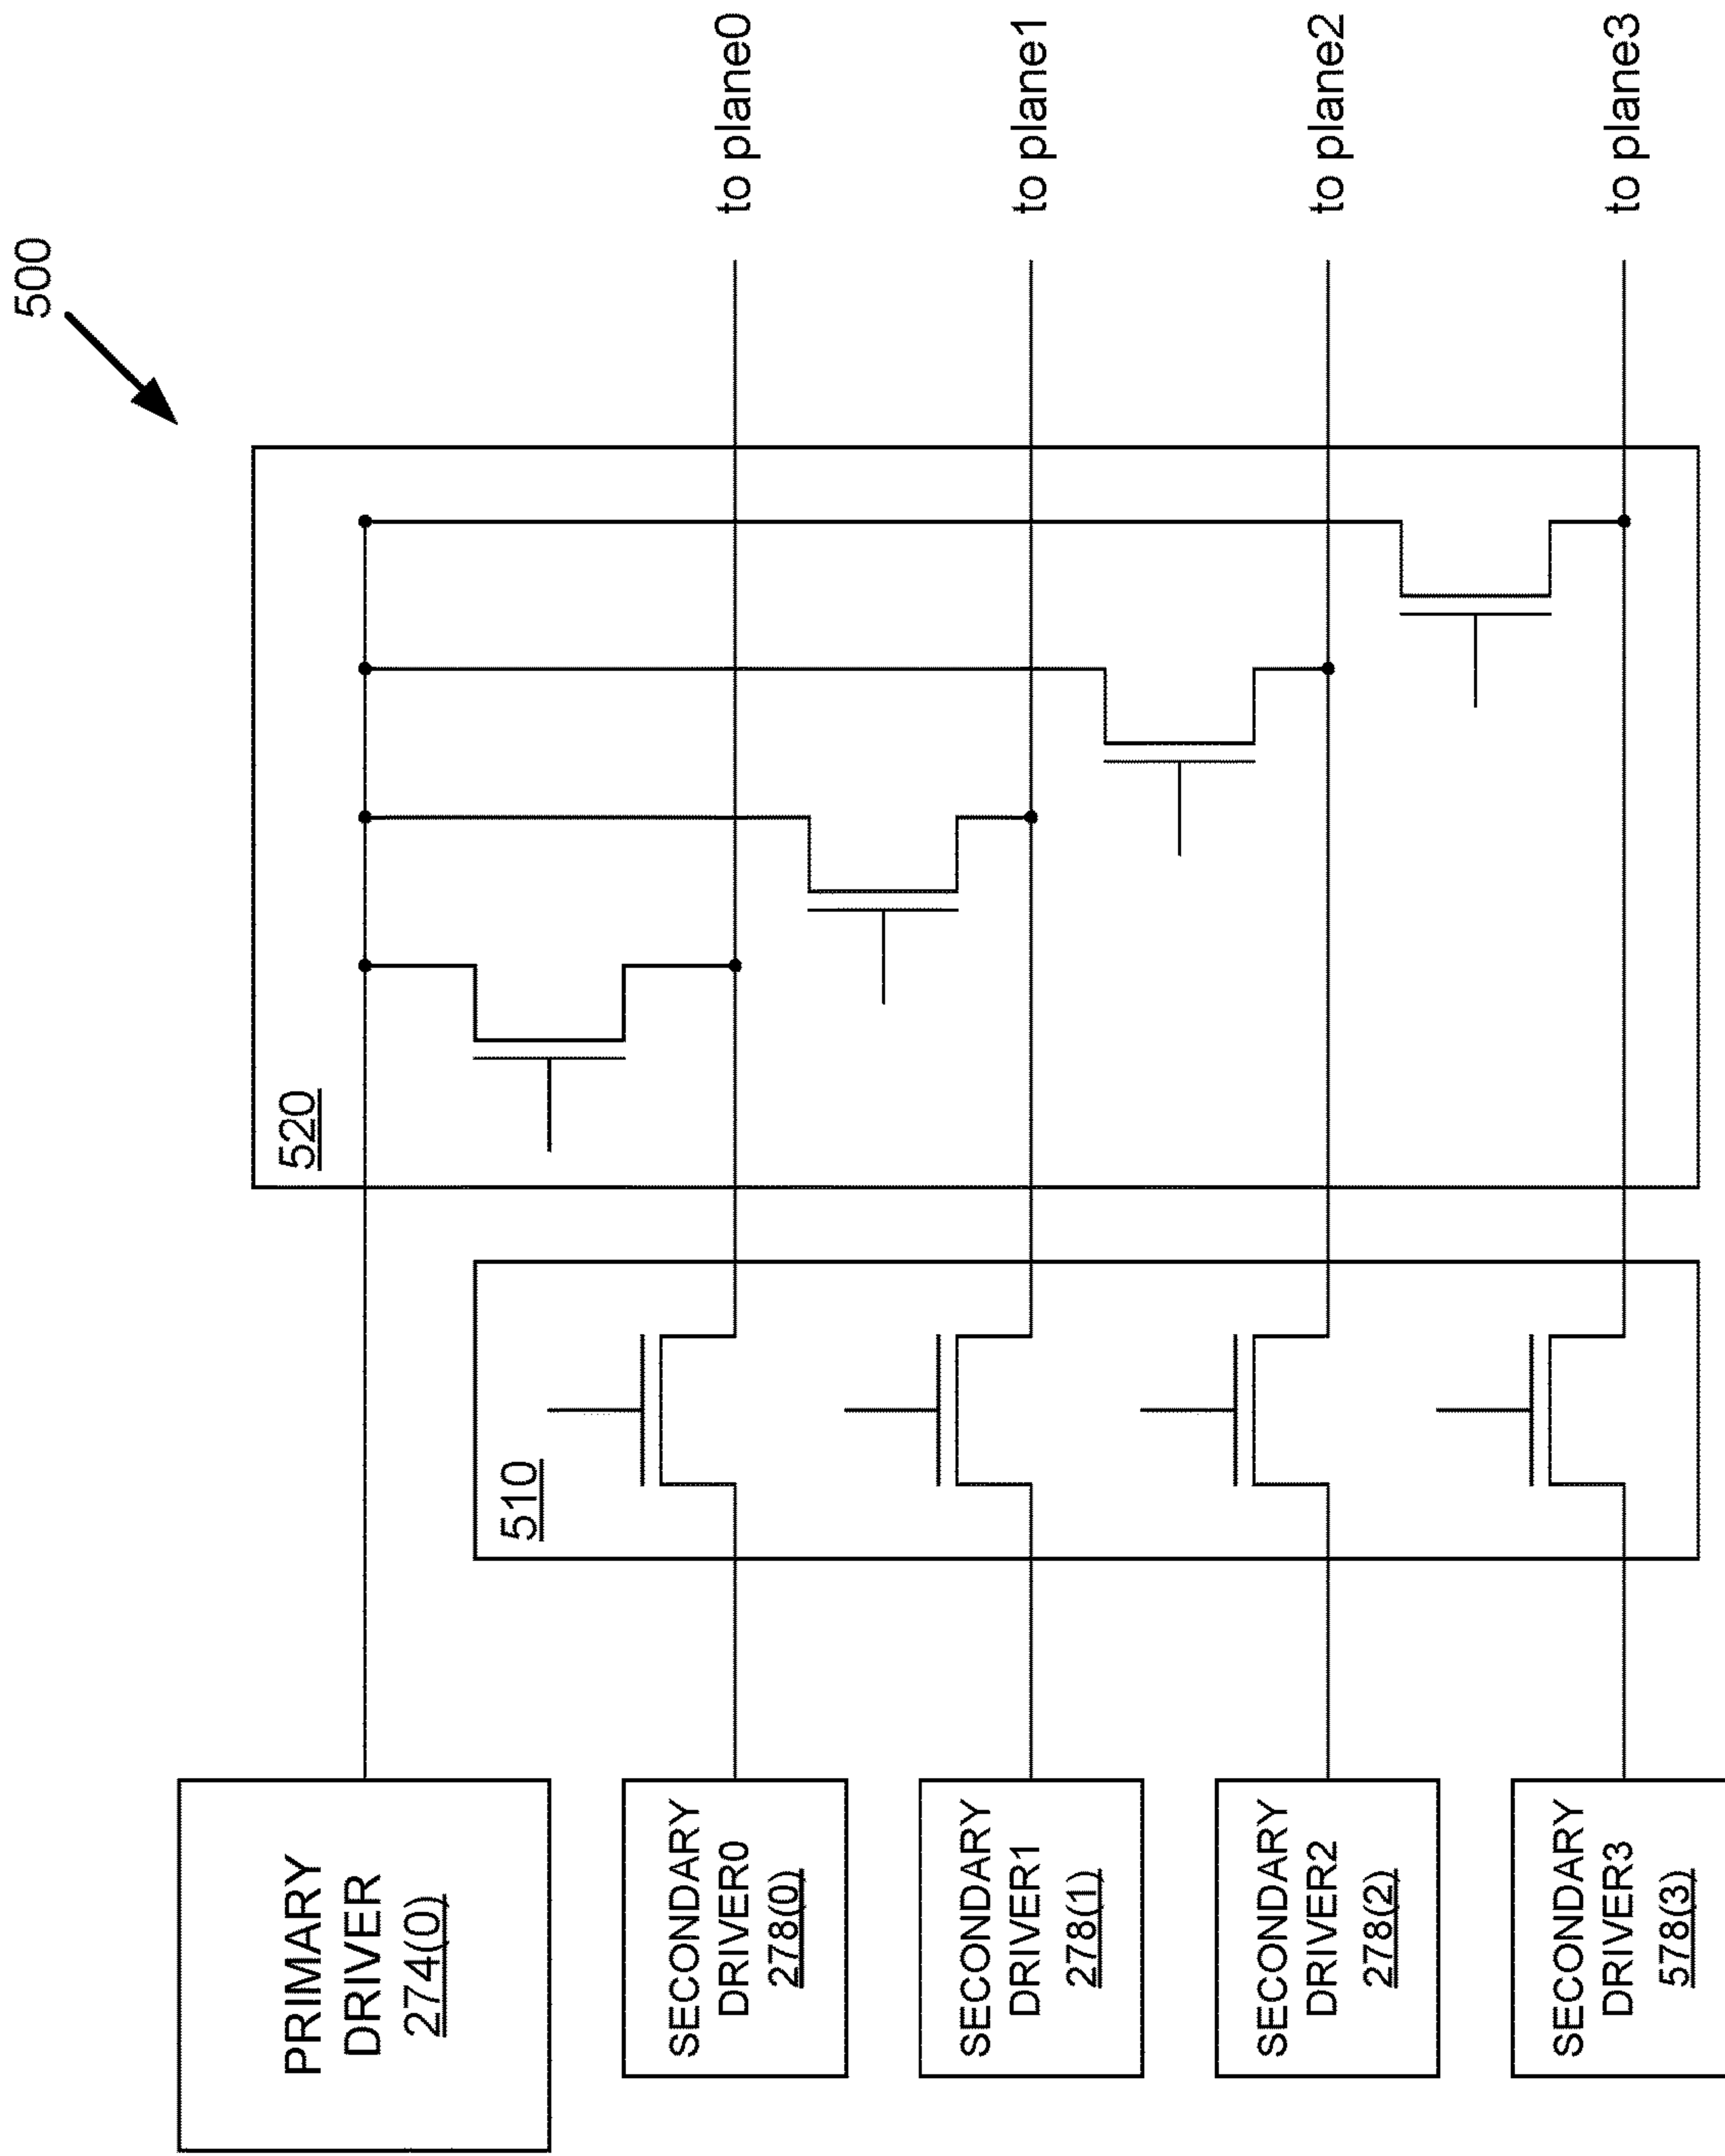 500
520
510
PRIMARY
DRIVER
274(0)
SECONDARY
DRIVER0
278(0)
SECONDARY
DRIVER1
278(1)
SECONDARY
DRIVER2
278(2)
SECONDARY
DRIVER3
578(3)
to plane0
to plane1
to plane2
to plane3